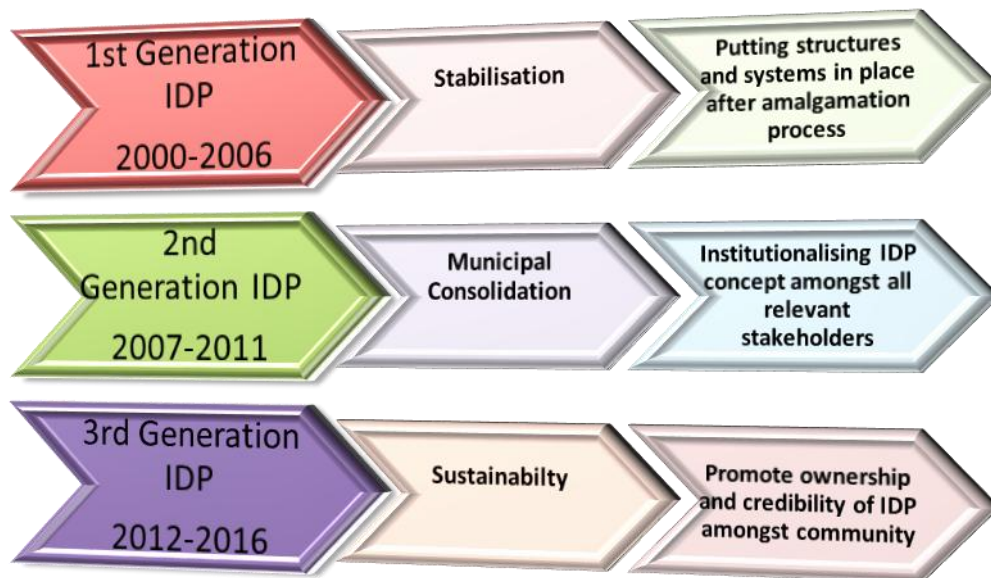 1st Generation
IDP
2000-2006
Stabilisation
Putting structures
and systems in place
after amalgamation
process
2nd
Generation IDP
2007-2011
Municipal
Consolidation
Institutionalising IDP
concept amongst all
relevant
stakeholders
3rd Generation
IDP
2012-2016
Sustainabilty
Promote ownership
and credibility of IDP
amongst community